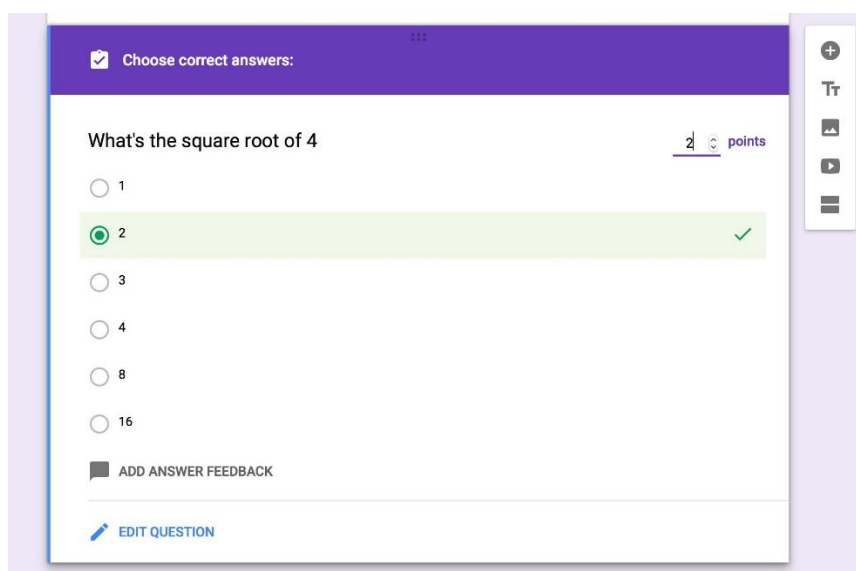 Choose correct answers:
What's the square root of 4
2 points
1
2
3
4
8
16
ADD ANSWER FEEDBACK
EDIT QUESTION
Tт